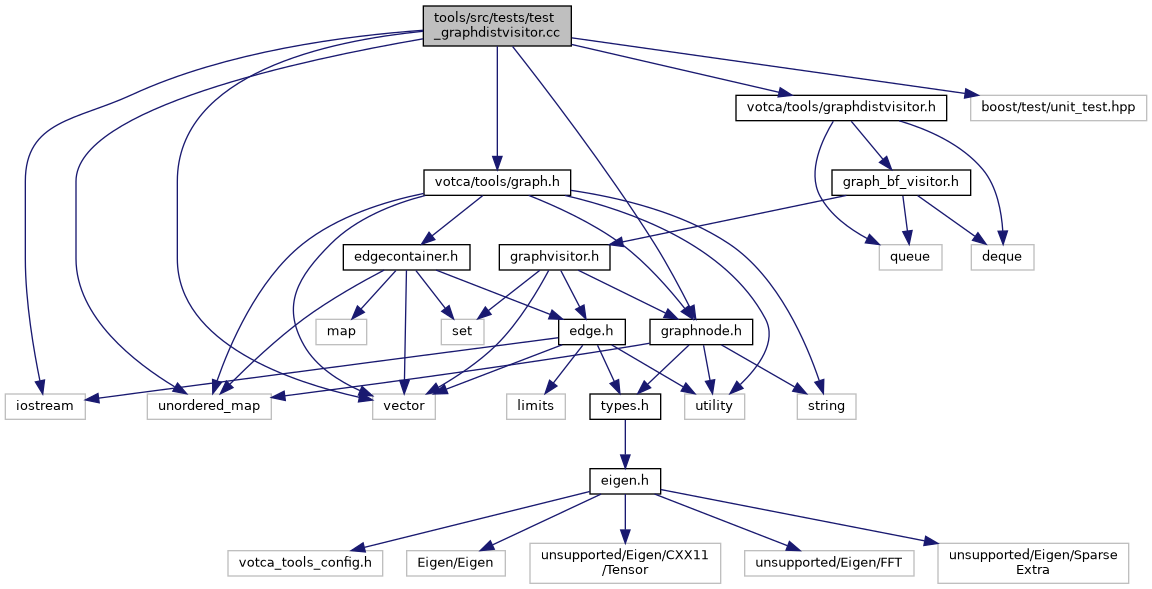 tools/src/tests/test
_graphdistvisitor.cc
votca/tools/graphdistvisitor.h
boost/test/unit_test.hpp
votca/tools/graph.h
graph_bf_visitor.h
edgecontainer.h
graphvisitor.h
queue
deque
map
set
edge.h
graphnode.h
iostream
unordered_map
vector
limits
types.h
utility
string
eigen.h
votca_tools_config.h
Eigen/Eigen
unsupported/Eigen/CXX11
/Tensor
unsupported/Eigen/FFT
unsupported/Eigen/Sparse
Extra